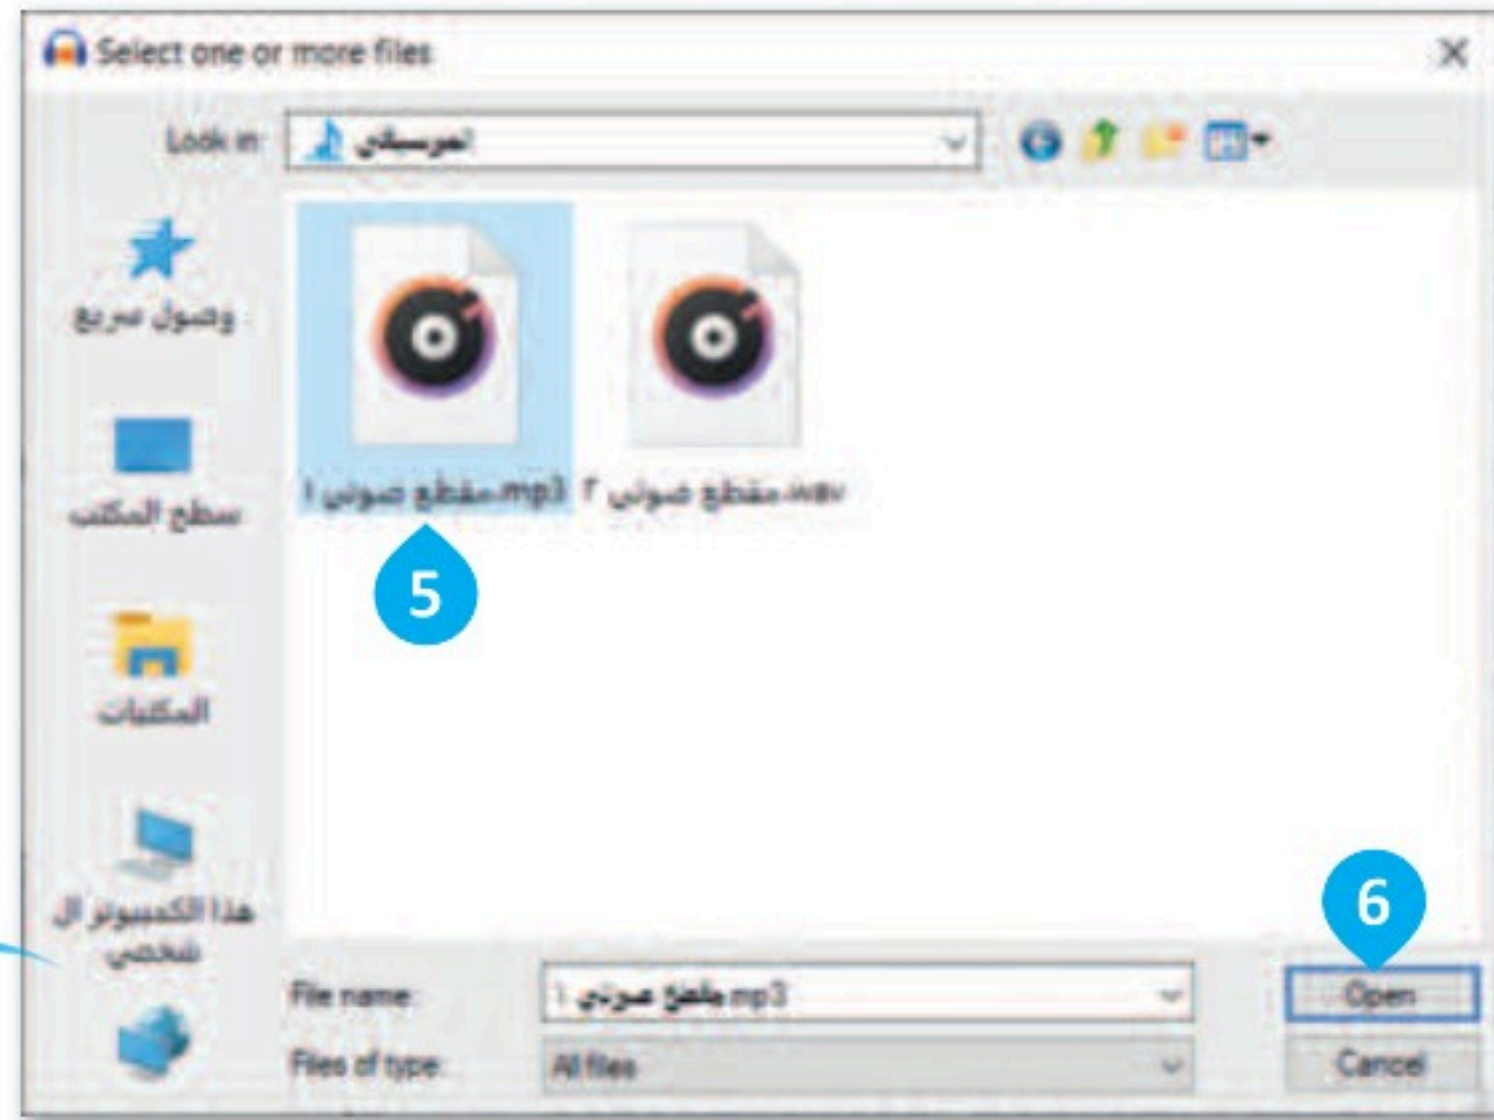 Select one or more files
Look in
الموسيقى
وصول سريع
سطح المكتب
المكتبات
هذا الكمبيوتر ال
شخصي
مقطع صوتي ١.mp3
مقطع صوتي ٢.wav
5
6
File name:
مقطع صوتي ١.mp3
Open
Files of type:
All files
Cancel